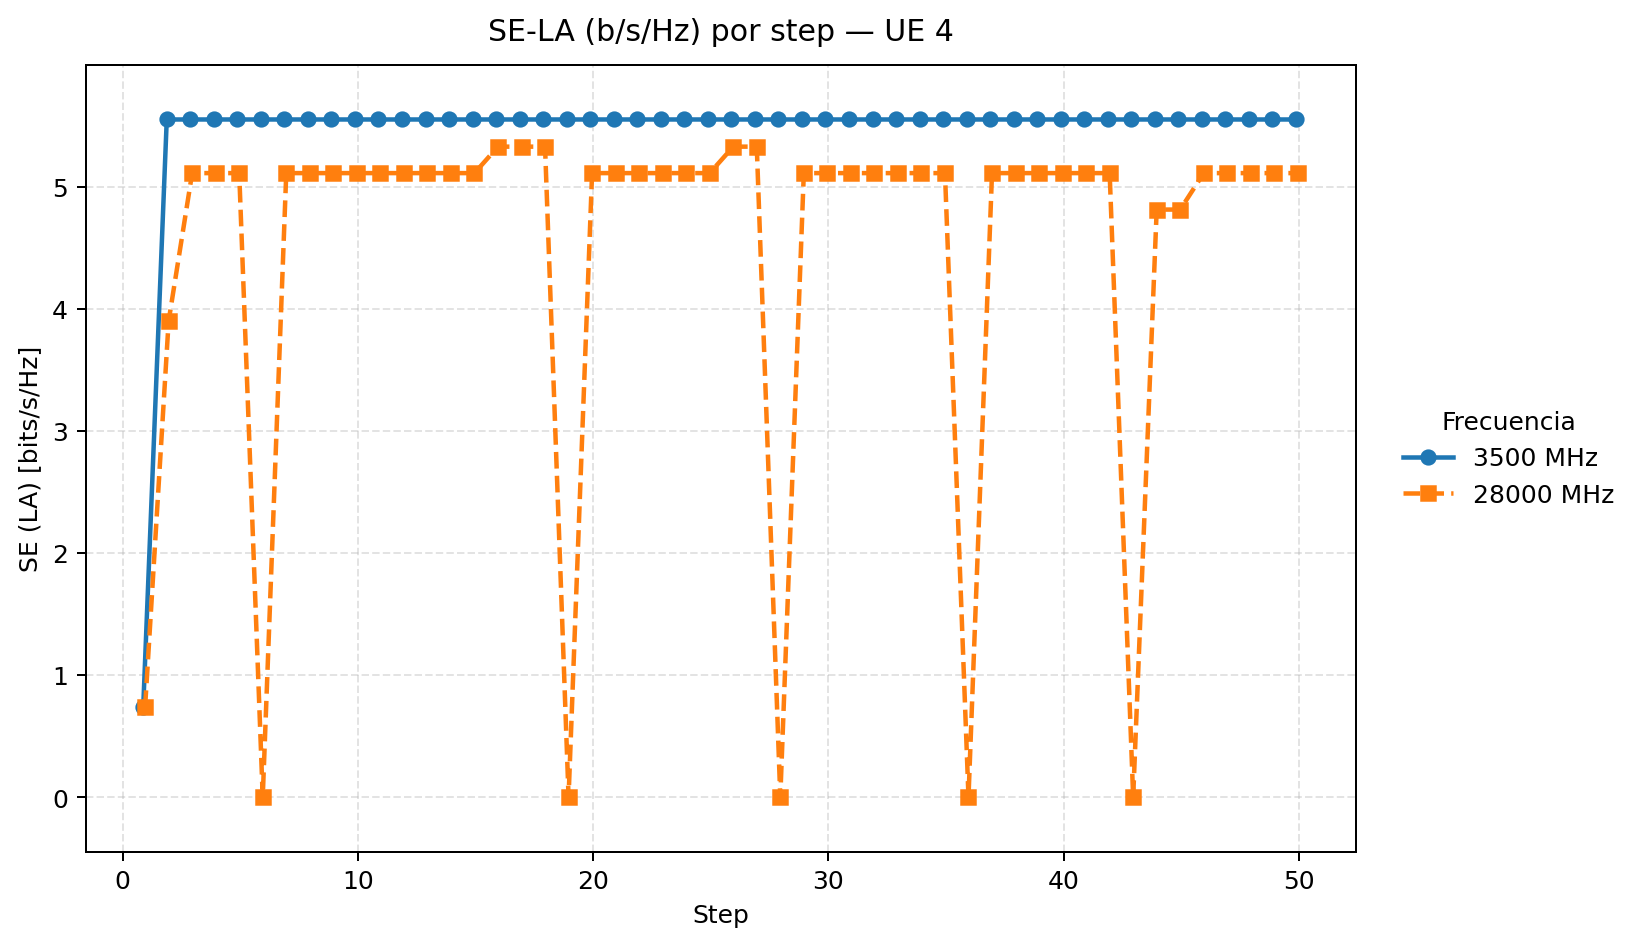 SE-LA (b/s/Hz) por step — UE 4
SE (LA) [bits/s/Hz]
5
4
3
2
1
0
0 10 20 30 40 50
Step
Frecuencia
3500 MHz
28000 MHz